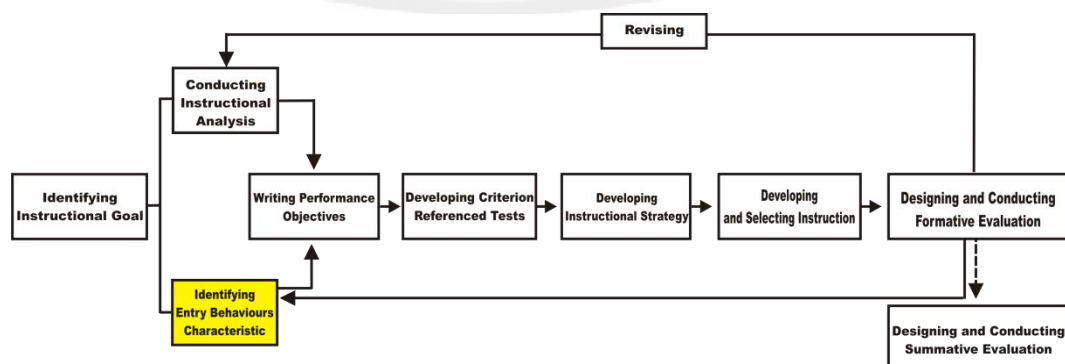 Revising
Conducting
Instructional
Analysis
Identifying
Instructional Goal
Writing Performance
Objectives
Developing Criterion
Referenced Tests
Developing
Instructional Strategy
Developing
and Selecting Instruction
Designing and Conducting
Formative Evaluation
Identifying
Entry Behaviours
Characteristic
Designing and Conducting
Summative Evaluation